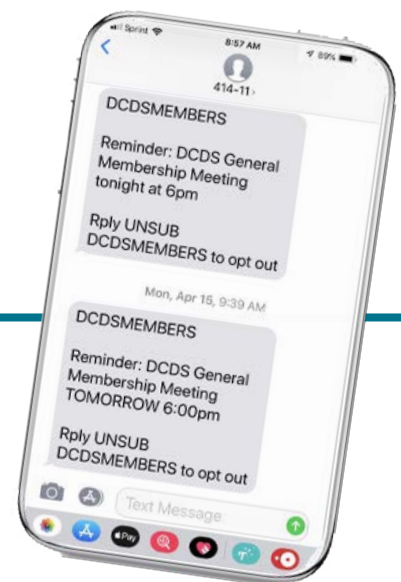 Sprint
8:57 AM
89%
414-11
DCDSMEMBERS
Reminder: DCDS General
Membership Meeting
tonight at 6pm
Rply UNSUB
DCDSMEMBERS to opt out
Mon, Apr 15, 9:39 AM
DCDSMEMBERS
Reminder: DCDS General
Membership Meeting
TOMORROW 6:00pm
Rply UNSUB
DCDSMEMBERS to opt out
Text Message
Pay